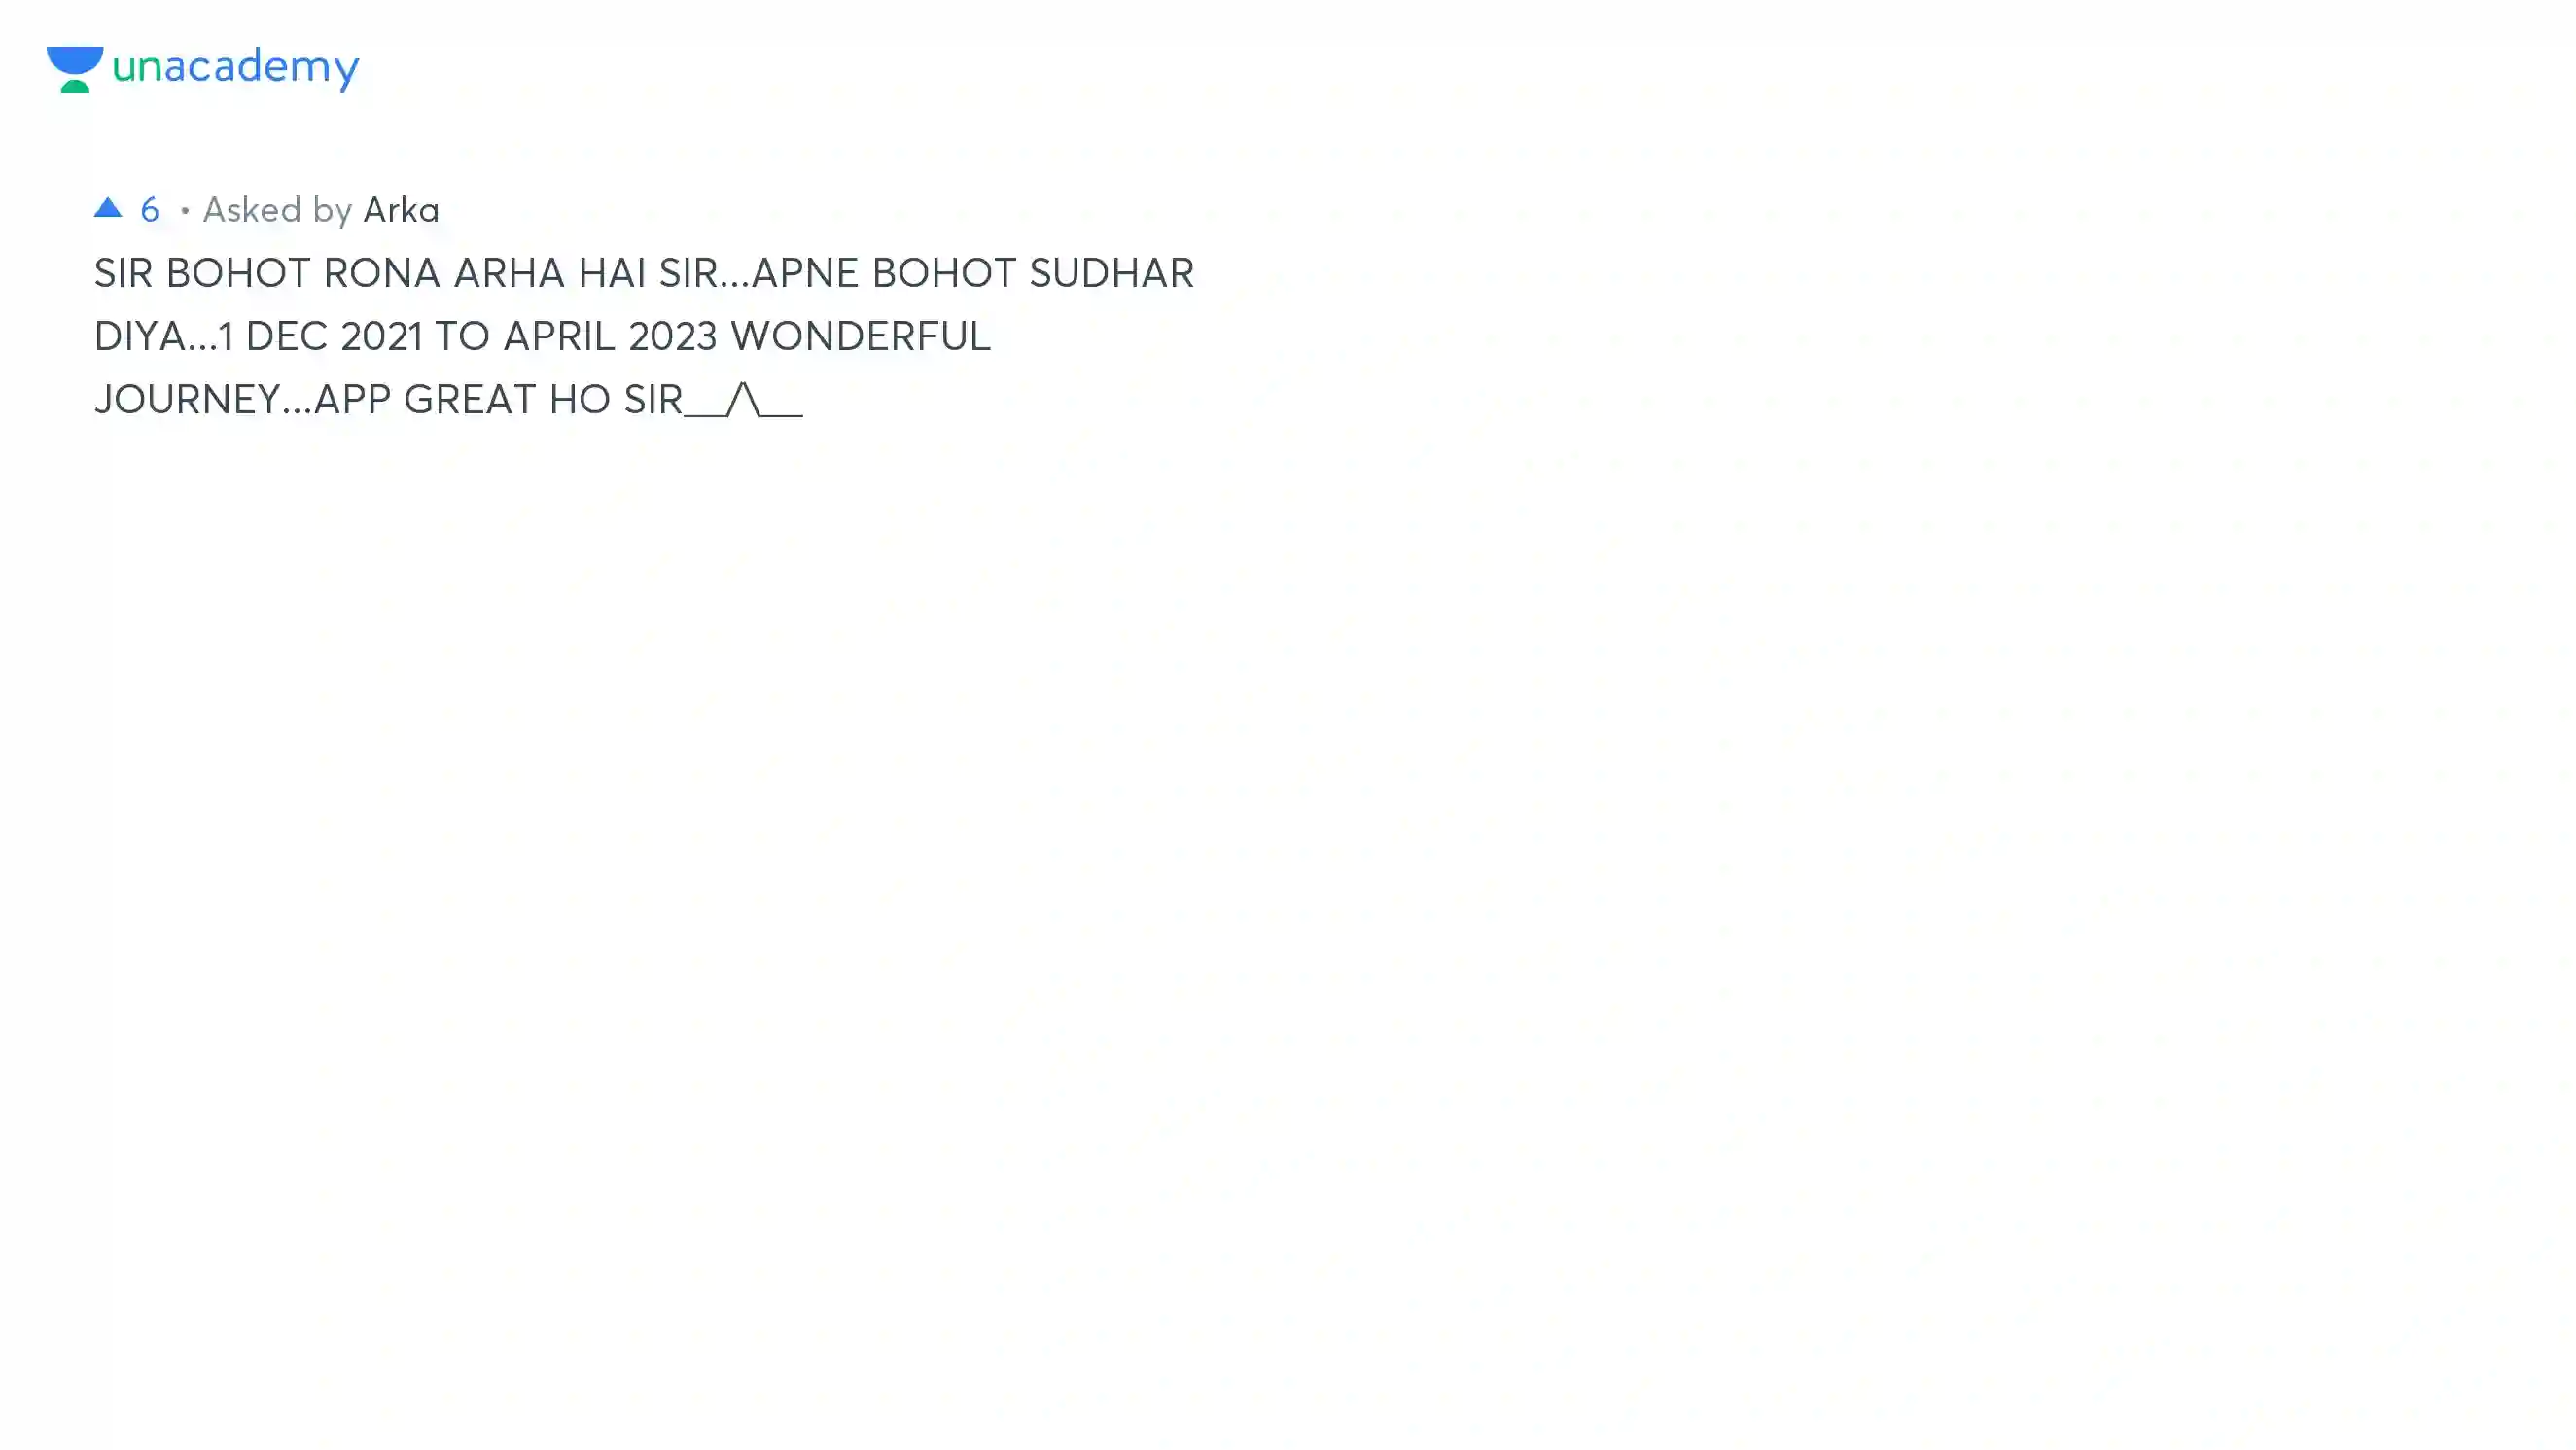 unacademy
▲ 6 • Asked by Arka
SIR BOHOT RONA ARHA HAI SIR...APNE BOHOT SUDHAR
DIYA...1 DEC 2021 TO APRIL 2023 WONDERFUL
JOURNEY...APP GREAT HO SIR__/\__